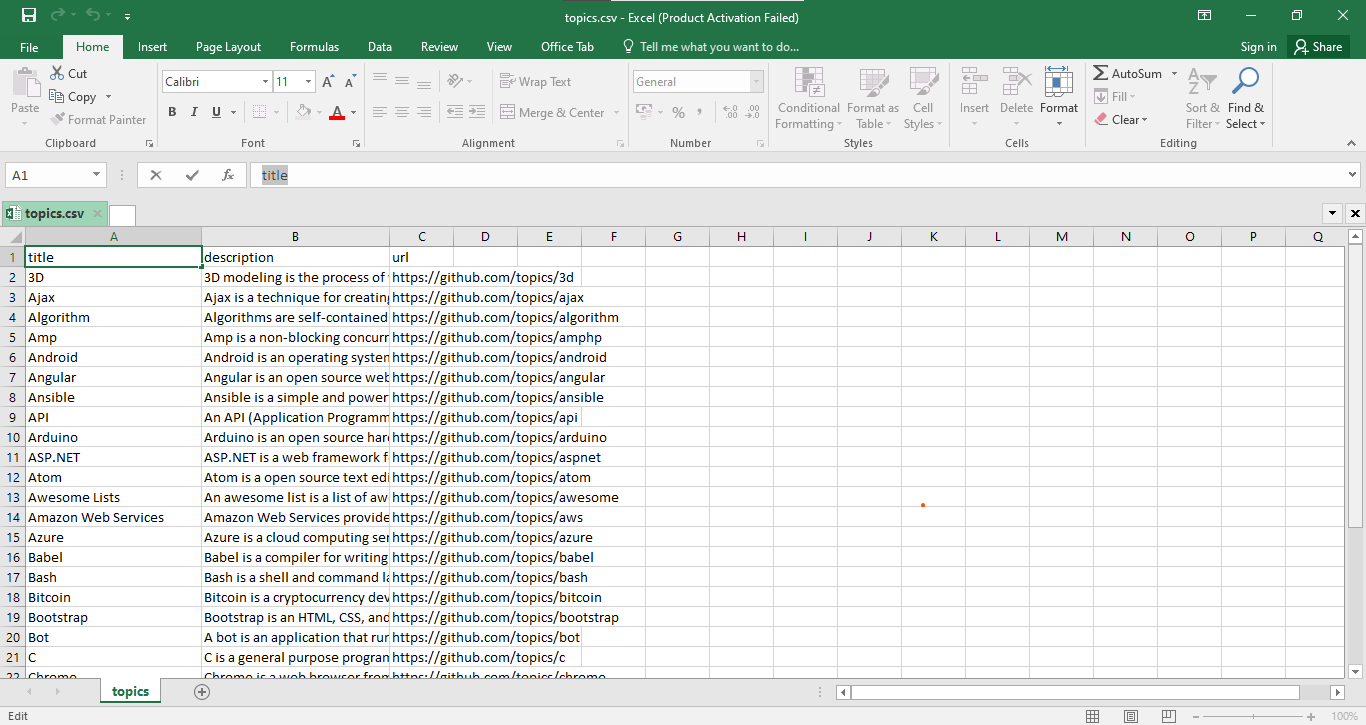 topics.csv - Excel (Product Activation Failed)
File Home Insert Page Layout Formulas Data Review View Office Tab Tell me what you want to do... Sign in Share
Paste
Cut
Copy
Format Painter
Clipboard
Calibri 11
B I U A
Font
Wrap Text
Merge & Center
Alignment
General
%
Number
Conditional Formatting
Format as Table
Cell Styles
Styles
Insert Delete Format
Cells
AutoSum
Fill
Clear
Sort & Filter
Find & Select
Editing
A1 fx title
topics.csv
A B C D E F G H I J K L M N O P Q
1 title description url
2 3D 3D modeling is the process of https://github.com/topics/3d
3 Ajax Ajax is a technique for creating https://github.com/topics/ajax
4 Algorithm Algorithms are self-contained https://github.com/topics/algorithm
5 Amp Amp is a non-blocking concurr https://github.com/topics/amphp
6 Android Android is an operating system https://github.com/topics/android
7 Angular Angular is an open source web https://github.com/topics/angular
8 Ansible Ansible is a simple and power https://github.com/topics/ansible
9 API An API (Application Programm https://github.com/topics/api
10 Arduino Arduino is an open source har https://github.com/topics/arduino
11 ASP.NET ASP.NET is a web framework f https://github.com/topics/aspnet
12 Atom Atom is a open source text edi https://github.com/topics/atom
13 Awesome Lists An awesome list is a list of aw https://github.com/topics/awesome
14 Amazon Web Services Amazon Web Services provide https://github.com/topics/aws
15 Azure Azure is a cloud computing ser https://github.com/topics/azure
16 Babel Babel is a compiler for writing https://github.com/topics/babel
17 Bash Bash is a shell and command la https://github.com/topics/bash
18 Bitcoin Bitcoin is a cryptocurrency dev https://github.com/topics/bitcoin
19 Bootstrap Bootstrap is an HTML, CSS, and https://github.com/topics/bootstrap
20 Bot A bot is an application that run https://github.com/topics/bot
21 C C is a general purpose program https://github.com/topics/c
22 Chrome Chrome is a web browser from https://github.com/topics/chrome
topics
Edit 100%